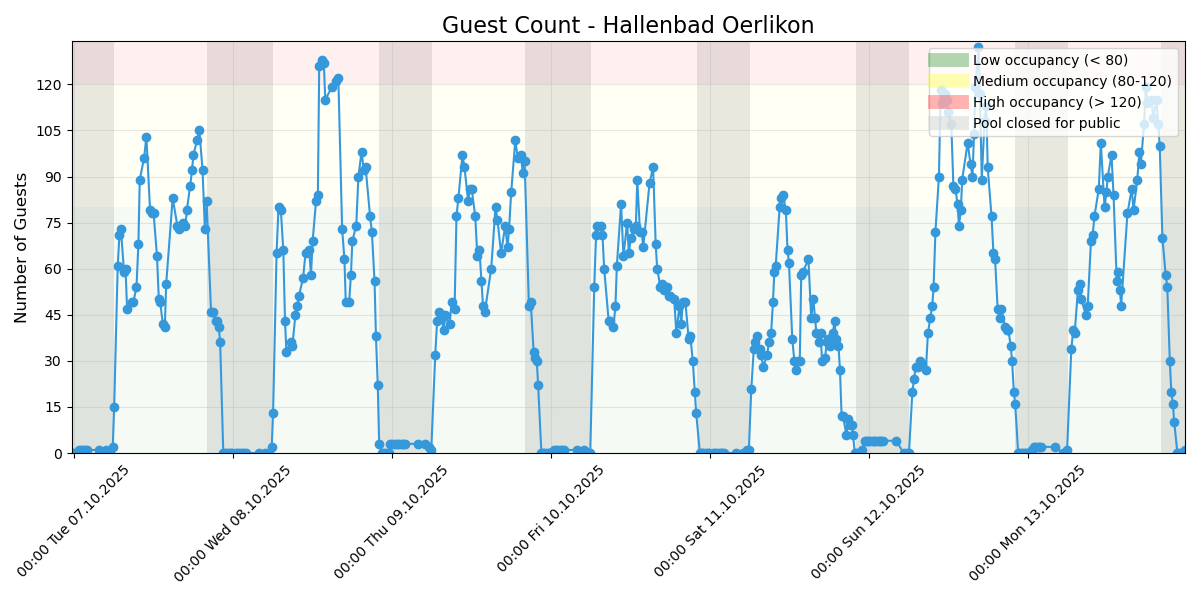 Guest Count - Hallenbad Oerlikon
Number of Guests
120
105
90
75
60
45
30
15
0
Low occupancy (< 80)
Medium occupancy (80-120)
High occupancy (> 120)
Pool closed for public
00:00 Tue 07.10.2025
00:00 Wed 08.10.2025
00:00 Thu 09.10.2025
00:00 Fri 10.10.2025
00:00 Sat 11.10.2025
00:00 Sun 12.10.2025
00:00 Mon 13.10.2025